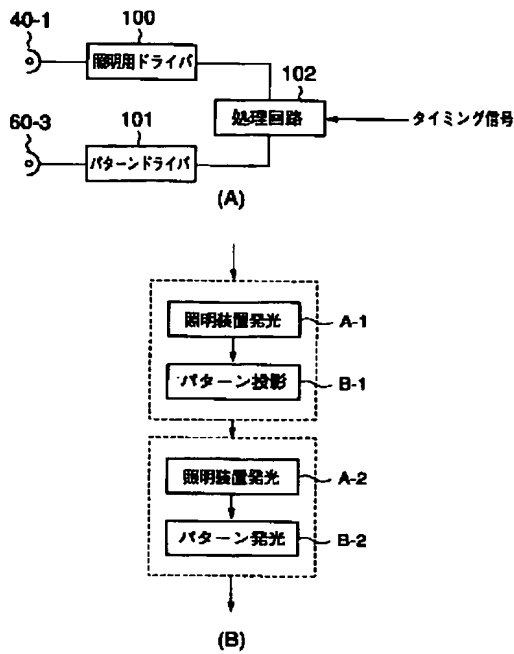 40-1
100
照明用ドライバ
102
処理回路
タイミング信号
60-3
101
パターンドライバ
(A)
照明装置発光
A-1
パターン投影
B-1
照明装置発光
A-2
パターン発光
B-2
(B)